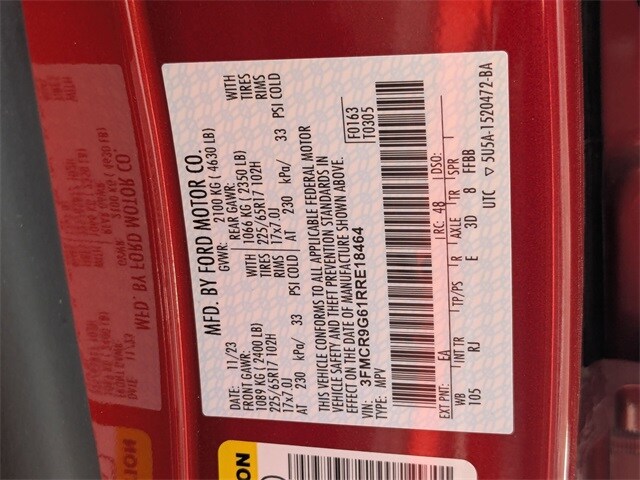 MFD. BY FORD MOTOR CO.
DATE: 11/23 GVWR: 2100 KG ( 4630 LB)
FRONT GAWR: REAR GAWR: WITH
1089 KG ( 2400 LB) 1066 KG ( 2350 LB) TIRES
225/65R17 102H 225/65R17 102H RIMS
17x7.0J 17x7.0J
AT 230 kPa/ 33 PSI COLD AT 230 kPa/ 33 PSI COLD
WITH
TIRES
RIMS
THIS VEHICLE CONFORMS TO ALL APPLICABLE FEDERAL MOTOR
VEHICLE SAFETY AND THEFT PREVENTION STANDARDS IN
EFFECT ON THE DATE OF MANUFACTURE SHOWN ABOVE.
F0163
T0305
VIN: 3FMCR9G61RRE18464
TYPE: MPV
EXT PNT: EA RC: 48 DSO:
WB INT TR TP/PS R AXLE TR SPR
105 RJ E 3D 8 FFBB
UTC ▽ 5U5A-1520472-BA